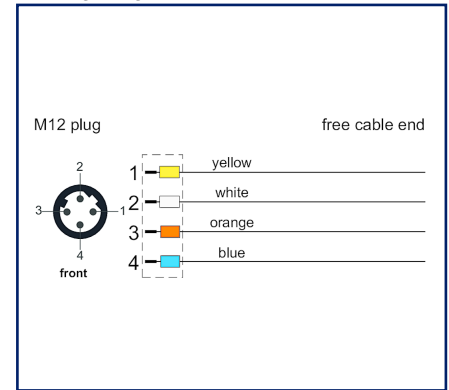 M12 plug
free cable end
2
3
1
4
front
1
yellow
2
white
3
orange
4
blue